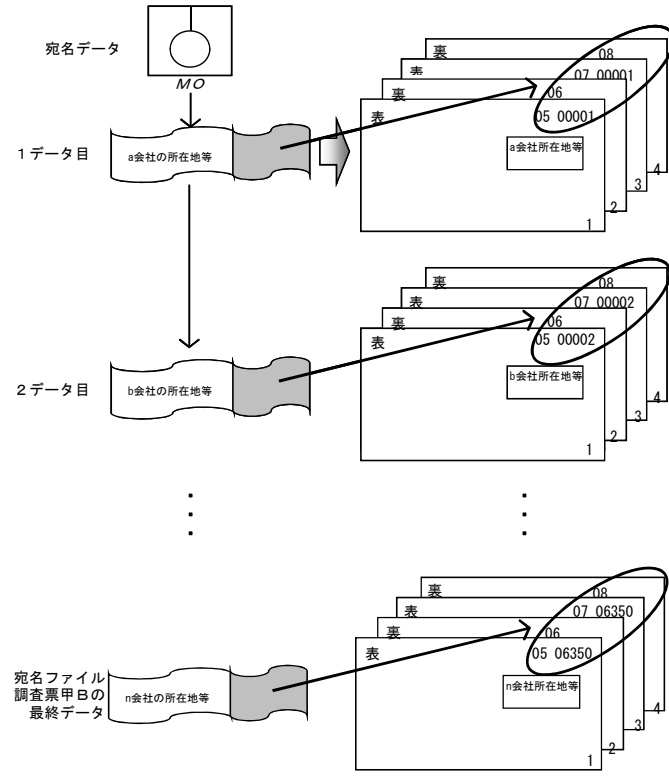 宛名データ
MO
1データ目
a会社の所在地等
裏
08
表
07 00001
裏
06
表
05 00001
a会社所在地等
1
2
3
4
2データ目
b会社の所在地等
裏
08
表
07 00002
裏
06
表
05 00002
b会社所在地等
1
2
3
4
・
・
・
・
・
・
宛名ファイル
調査票甲Bの
最終データ
n会社の所在地等
裏
08
表
07 06350
裏
06
表
05 06350
n会社所在地等
1
2
3
4